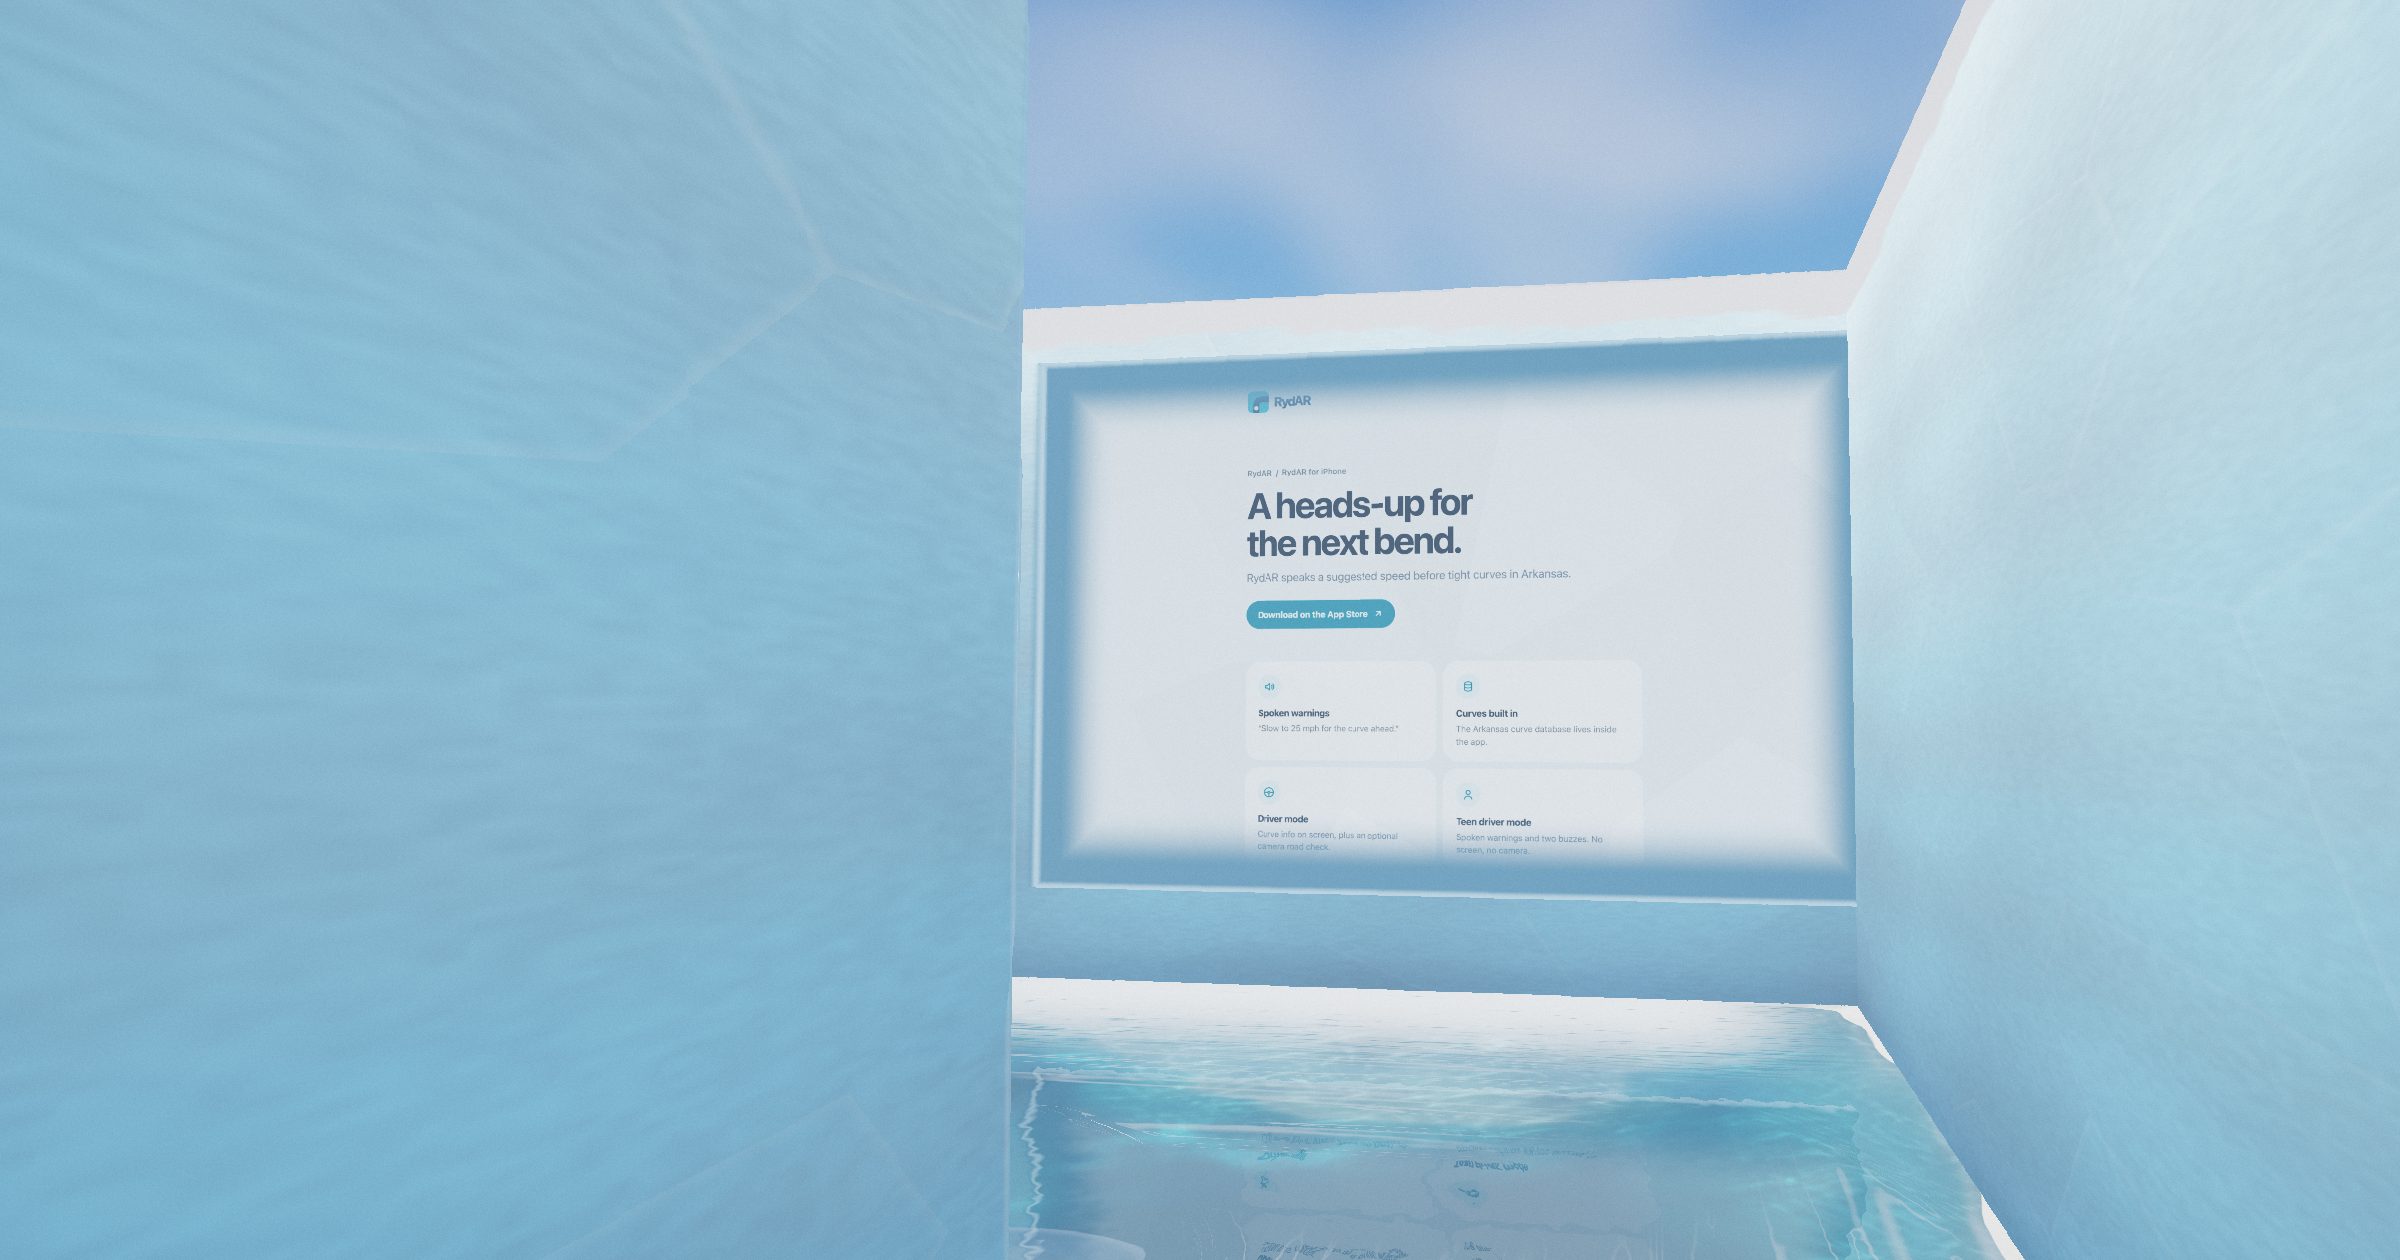 RydAR
RydAR / RydAR for iPhone
A heads-up for
the next bend.
RydAR speaks a suggested speed before tight curves in Arkansas.
Download on the App Store
Spoken warnings
"Slow to 25 mph for the curve ahead."
Curves built in
The Arkansas curve database lives inside
the app.
Driver mode
Curve info on screen, plus an optional
camera road check.
Teen driver mode
Spoken warnings and two buzzes. No
screen, no camera.